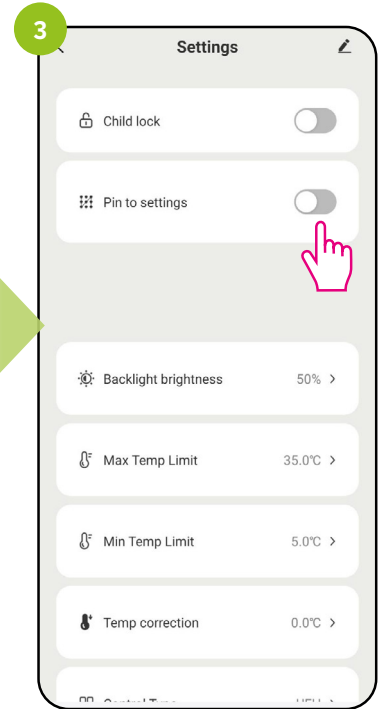 3
Settings
Child lock
Pin to settings
Backlight brightness 50%
Max Temp Limit 35.0℃
Min Temp Limit 5.0℃
Temp correction 0.0℃